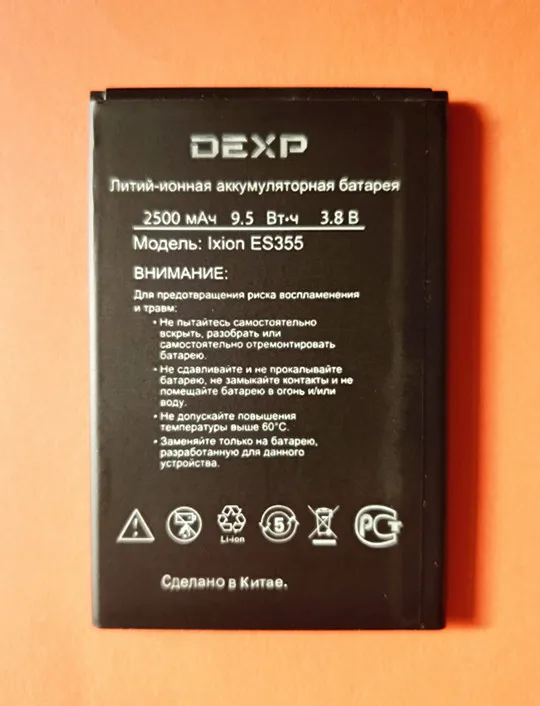 DEXP
Литий-ионная аккумуляторная батарея
2500 мАч 9.5 Вт·ч 3.8 В
Модель: Ixion ES355
ВНИМАНИЕ:
Для предотвращения риска воспламенения
и травм:
• Не пытайтесь самостоятельно
вскрыть, разобрать или
самостоятельно отремонтировать
батарею.
• Не сдавливайте и не прокалывайте
батарею, не замыкайте контакты и не
помещайте батарею в огонь и/или
воду.
• Не допускайте повышения
температуры выше 60°С.
• Заменяйте только на батарею,
разработанную для данного
устройства.
5 РСТ
Li-ion
Сделано в Китае.